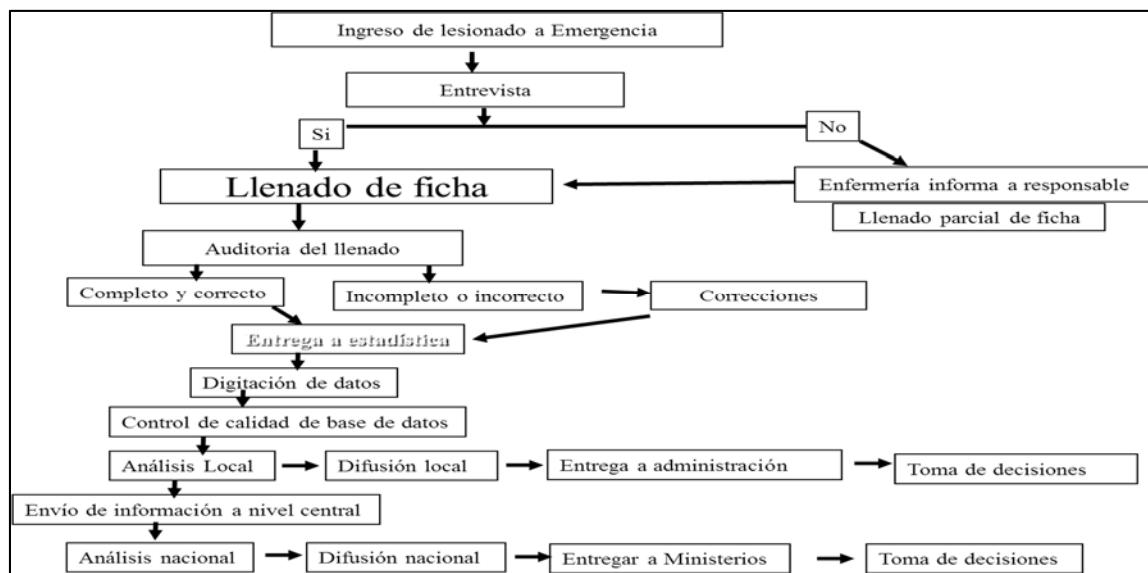 Ingreso de lesionado a Emergencia
Entrevista
Si
No
Llenado de ficha
Enfermería informa a responsable
Llenado parcial de ficha
Auditoria del llenado
Completo y correcto
Incompleto o incorrecto
Correcciones
Entrega a estadística
Digitación de datos
Control de calidad de base de datos
Análisis Local
Difusión local
Entrega a administración
Toma de decisiones
Envío de información a nivel central
Análisis nacional
Difusión nacional
Entregar a Ministerios
Toma de decisiones